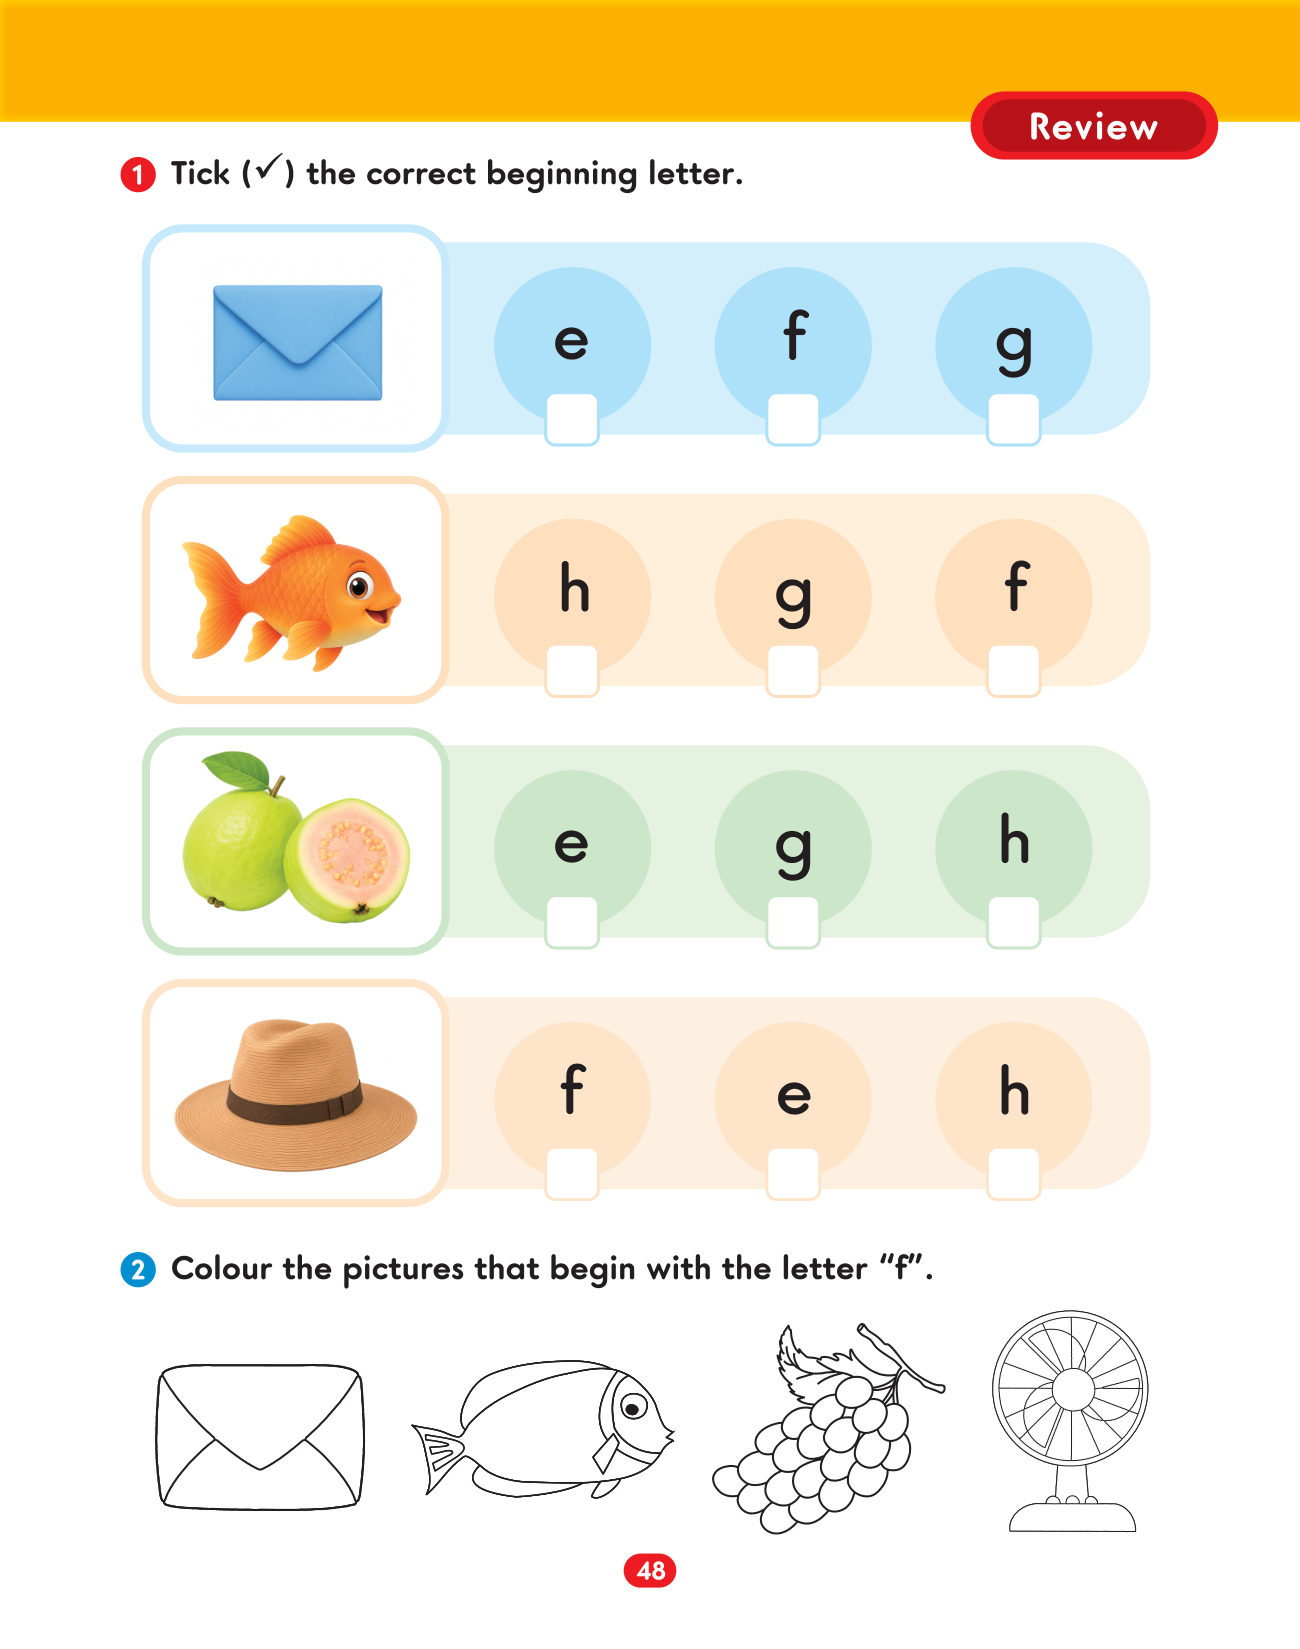 Review
1 Tick (✓) the correct beginning letter.
e f g
h g f
e g h
f e h
2 Colour the pictures that begin with the letter “f”.
48